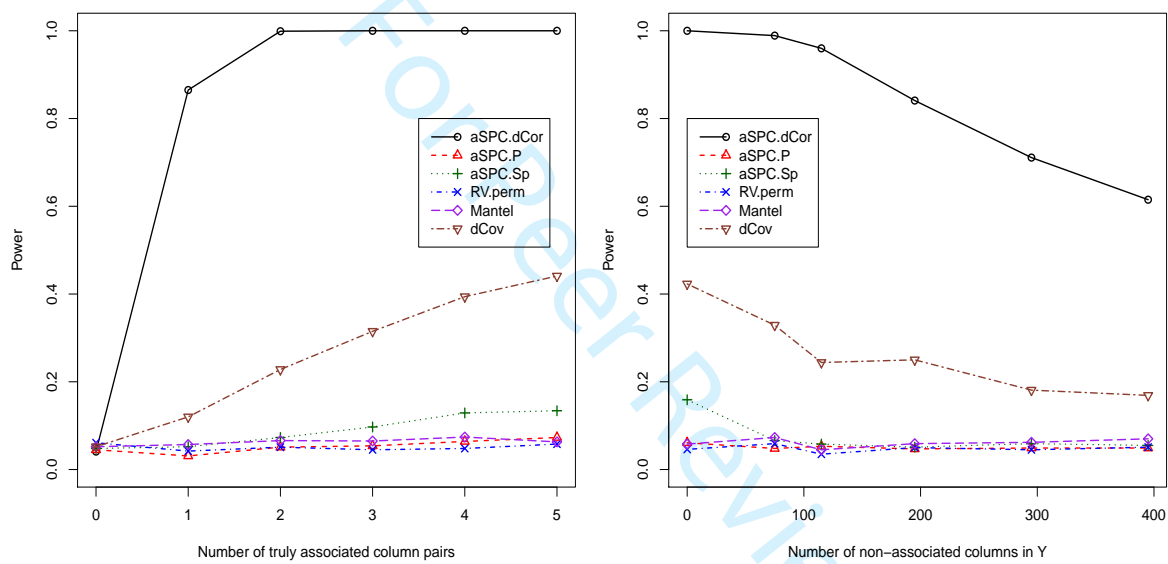 1.0
0.8
0.6
0.4
0.2
0.0
Power
0 1 2 3 4 5
Number of truly associated column pairs
aSPC.dCor
aSPC.P
aSPC.Sp
RV.perm
Mantel
dCov
1.0
0.8
0.6
0.4
0.2
0.0
Power
0 100 200 300 400
Number of non−associated columns in Y
aSPC.dCor
aSPC.P
aSPC.Sp
RV.perm
Mantel
dCov
For Peer Revi